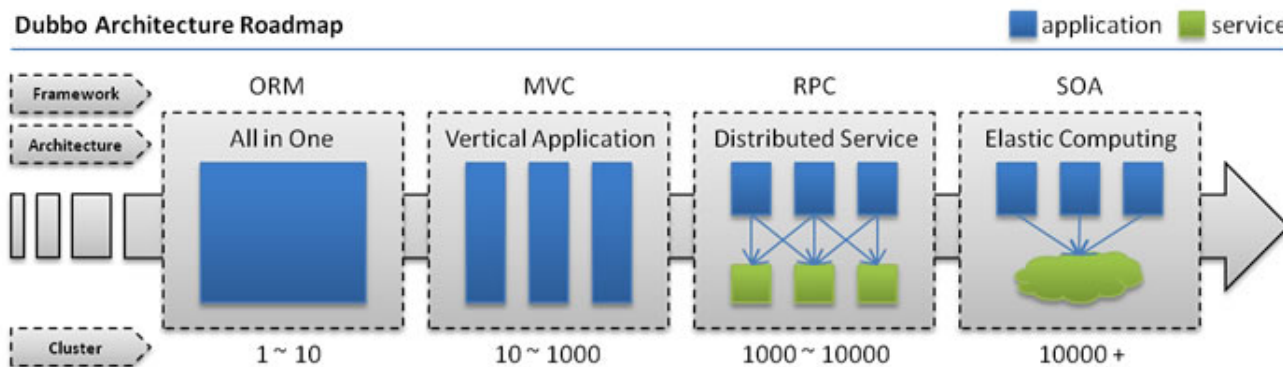 Dubbo Architecture Roadmap
application
service
Framework
ORM
MVC
RPC
SOA
Architecture
All in One
Vertical Application
Distributed Service
Elastic Computing
Cluster
1 ~ 10
10 ~ 1000
1000 ~ 10000
10000 +